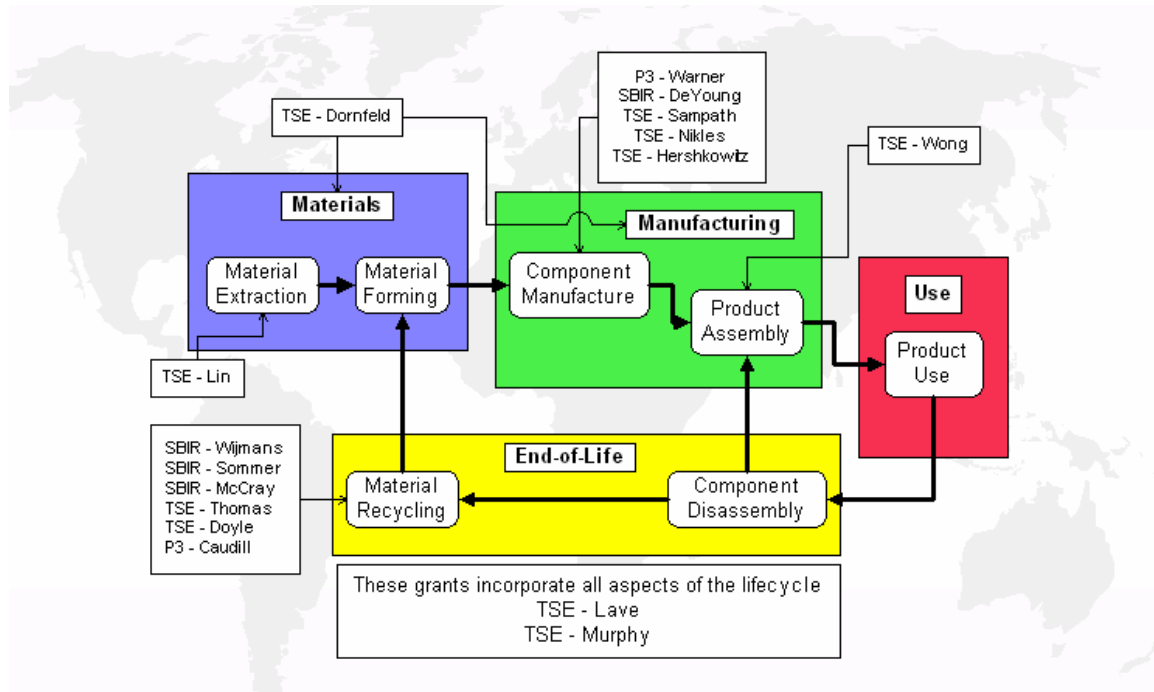 P3 - Warner
SBIR - DeYoung
TSE - Sampath
TSE - Nikles
TSE - Hershkowitz
TSE - Dornfeld
TSE - Wong
Materials
Manufacturing
Material
Extraction
Material
Forming
Component
Manufacture
Product
Assembly
Use
Product
Use
TSE - Lin
SBIR - Wijmans
SBIR - Sommer
SBIR - McCray
TSE - Thomas
TSE - Doyle
P3 - Caudill
End-of-Life
Material
Recycling
Component
Disassembly
These grants incorporate all aspects of the lifecycle
TSE - Lave
TSE - Murphy